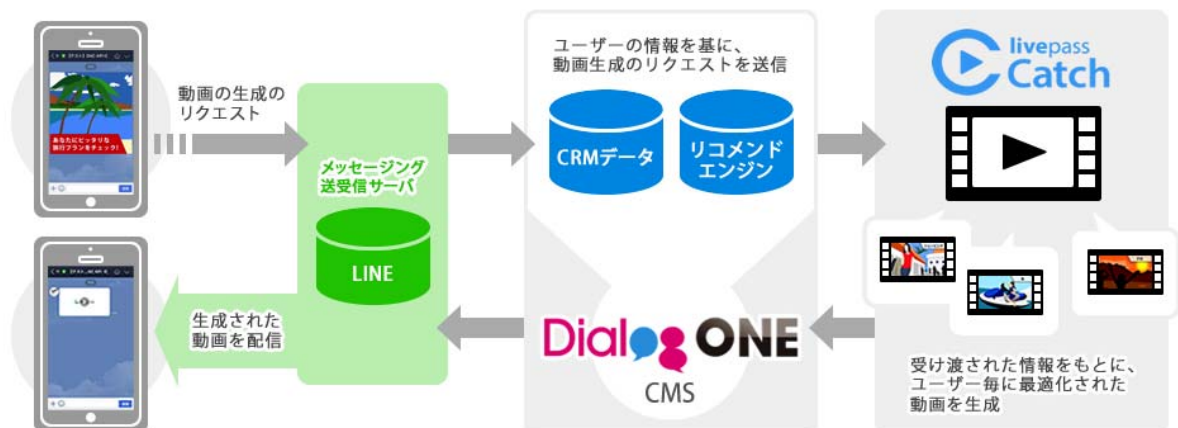 あなたにピッタリな
旅行プランをチェック!
動画の生成の
リクエスト
メッセージング
送受信サーバ
LINE
生成された
動画を配信
ユーザーの情報を基に、
動画生成のリクエストを送信
CRMデータ
リコメンド
エンジン
Dialog ONE
CMS
livepass
Catch
受け渡された情報をもとに、
ユーザー毎に最適化された
動画を生成